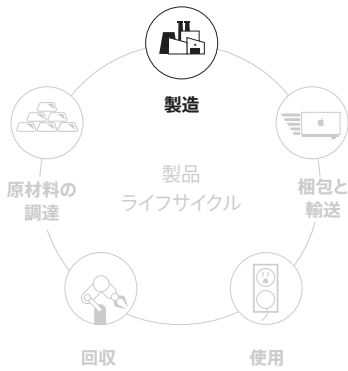 製造
原材料の
調達
製品
ライフサイクル
梱包と
輸送
回収
使用